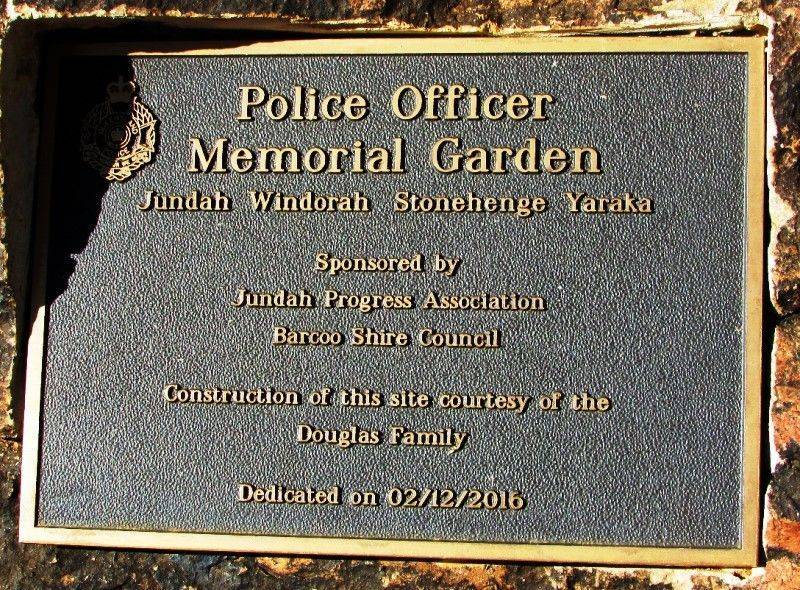 Police Officer
Memorial Garden
Jundah Windorah Stonehenge Yaraka
Sponsored by
Jundah Progress Association
Barcoo Shire Council
Construction of this site courtesy of the
Douglas Family
Dedicated on 02/12/2016